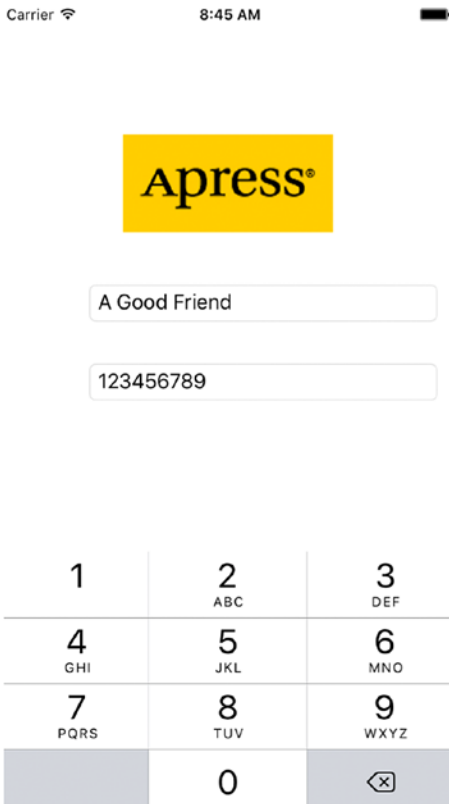 Carrier 8:45 AM
Apress®
A Good Friend
123456789
1 2 3
ABC DEF
4 5 6
GHI JKL MNO
7 8 9
PQRS TUV WXYZ
0